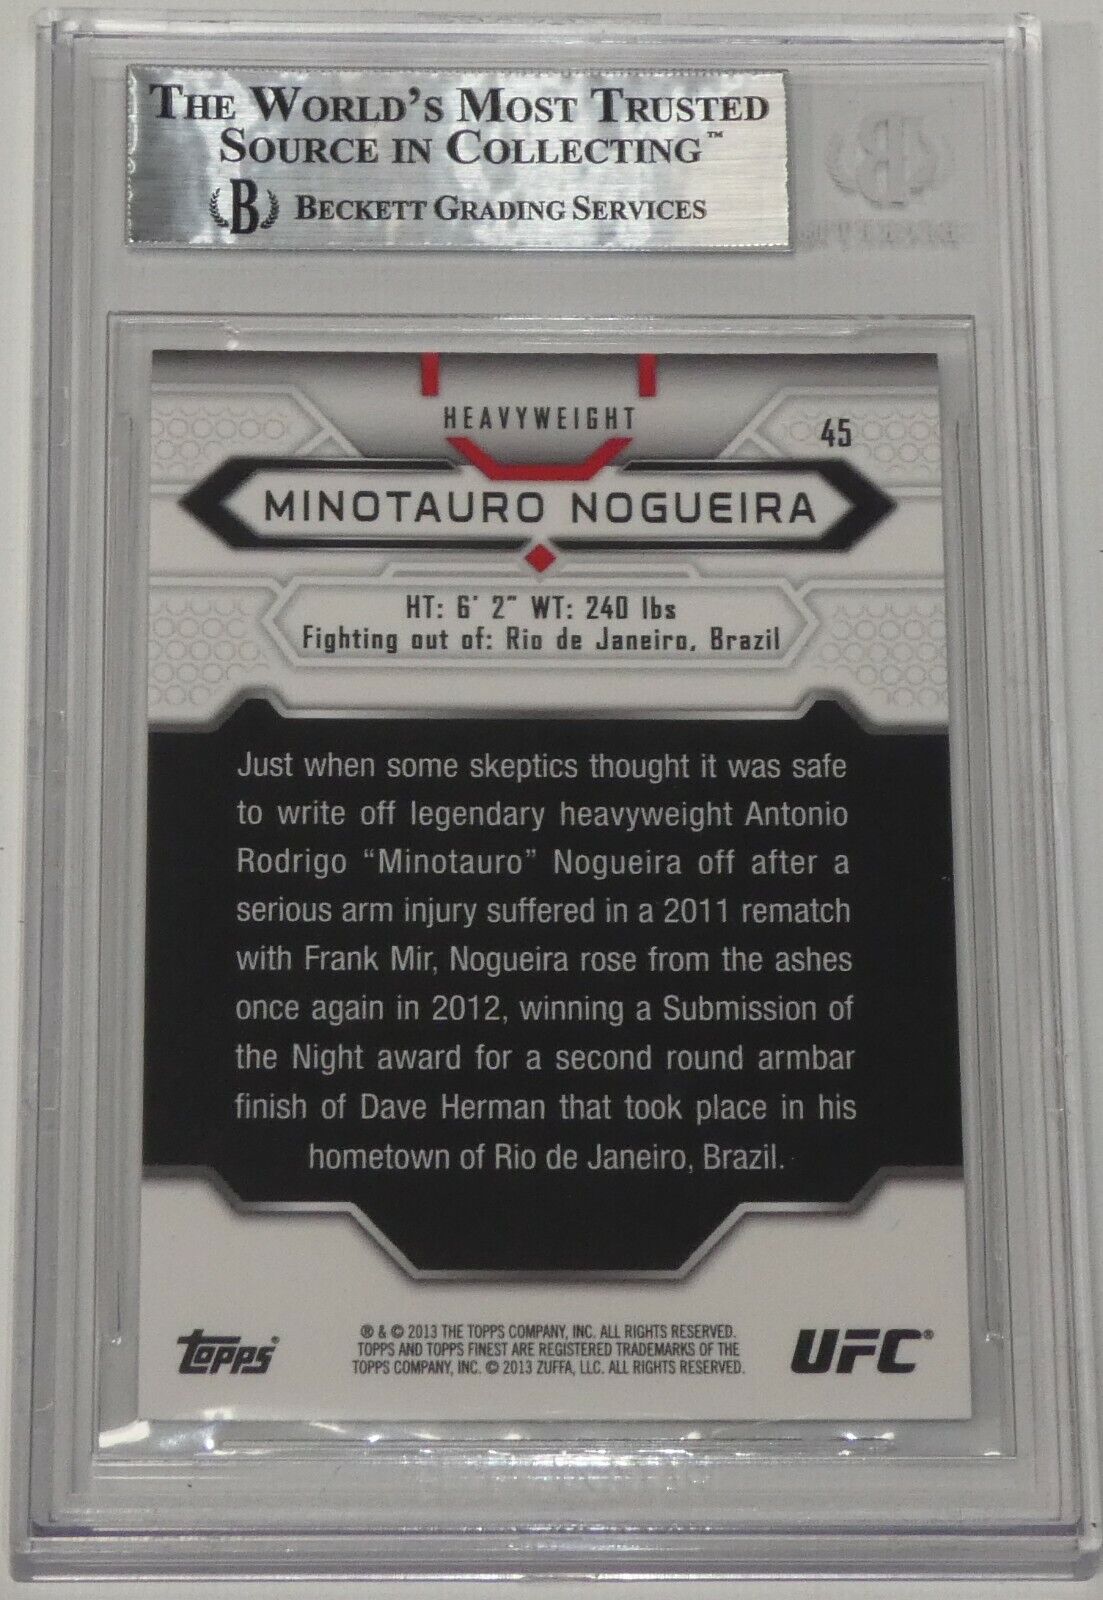 THE WORLD'S MOST TRUSTED
SOURCE IN COLLECTING™
B BECKETT GRADING SERVICES
HEAVYWEIGHT
45
MINOTAURO NOGUEIRA
HT: 6' 2" WT: 240 lbs
Fighting out of: Rio de Janeiro, Brazil
Just when some skeptics thought it was safe
to write off legendary heavyweight Antonio
Rodrigo “Minotauro” Nogueira off after a
serious arm injury suffered in a 2011 rematch
with Frank Mir, Nogueira rose from the ashes
once again in 2012, winning a Submission of
the Night award for a second round armbar
finish of Dave Herman that took place in his
hometown of Rio de Janeiro, Brazil.
topps®
® & © 2013 THE TOPPS COMPANY, INC. ALL RIGHTS RESERVED.
TOPPS AND TOPPS FINEST ARE REGISTERED TRADEMARKS OF THE
TOPPS COMPANY, INC. © 2013 ZUFFA, LLC. ALL RIGHTS RESERVED.
UFC®